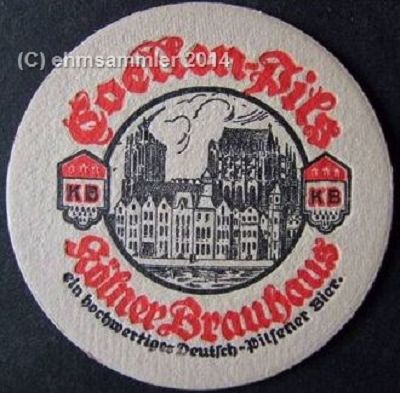 (C) ehmsammler 2014
Coellen-Pils
KB
KB
Kölner Brauhaus
Ein hochwertiges Deutsch-Pilsener Bier.